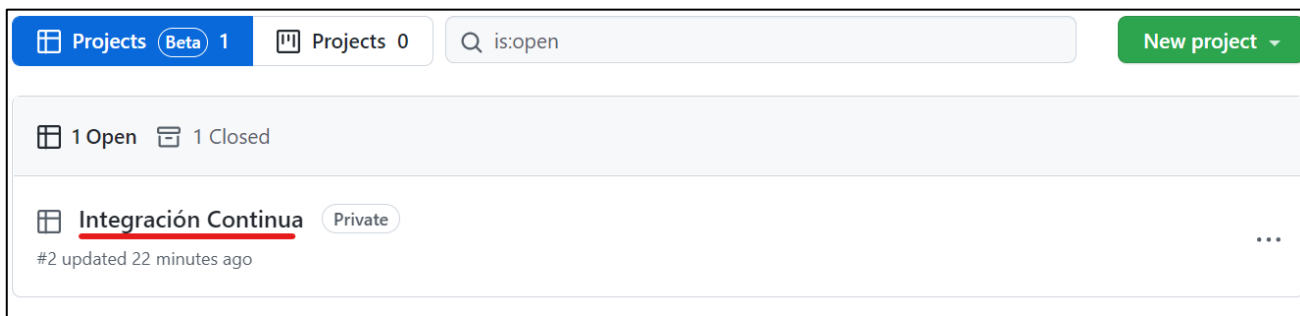 Projects Beta 1 Projects 0 is:open New project
1 Open 1 Closed
Integración Continua Private
#2 updated 22 minutes ago